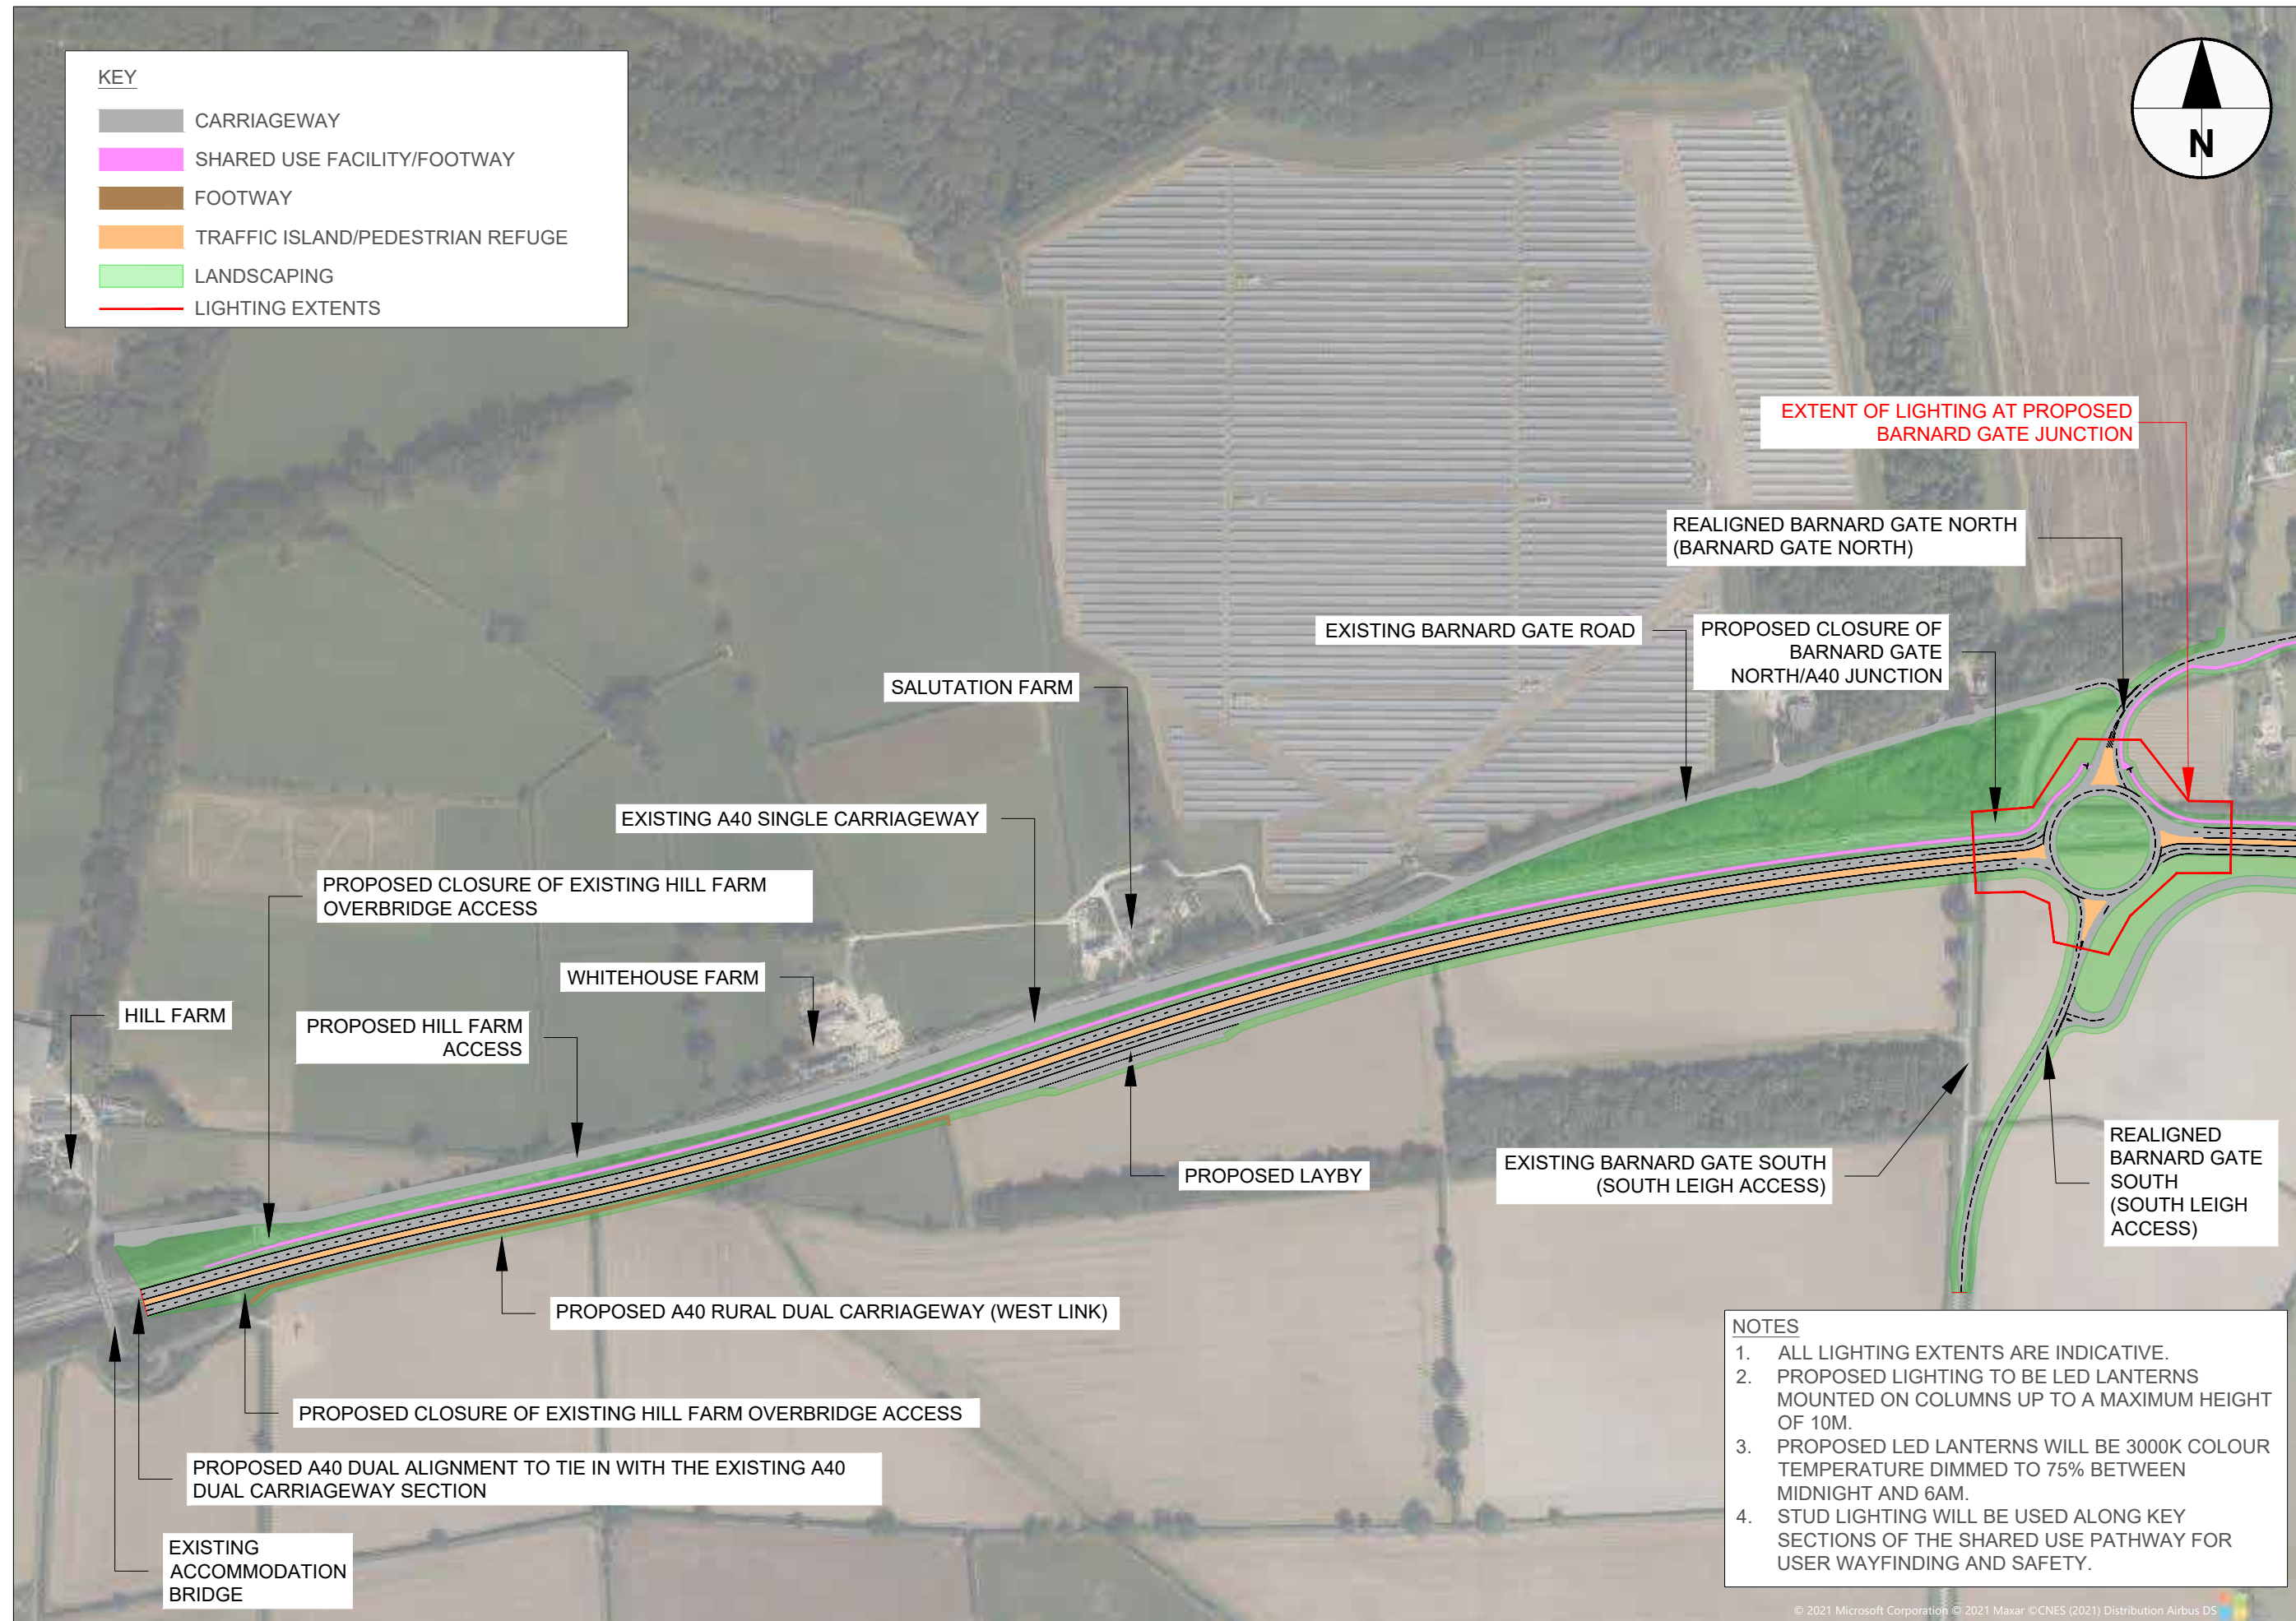 KEY
CARRIAGEWAY
SHARED USE FACILITY/FOOTWAY
FOOTWAY
TRAFFIC ISLAND/PEDESTRIAN REFUGE
LANDSCAPING
LIGHTING EXTENTS
N
EXTENT OF LIGHTING AT PROPOSED
BARNARD GATE JUNCTION
REALIGNED BARNARD GATE NORTH
(BARNARD GATE NORTH)
EXISTING BARNARD GATE ROAD
PROPOSED CLOSURE OF
BARNARD GATE
NORTH/A40 JUNCTION
SALUTATION FARM
EXISTING A40 SINGLE CARRIAGEWAY
PROPOSED CLOSURE OF EXISTING HILL FARM
OVERBRIDGE ACCESS
WHITEHOUSE FARM
HILL FARM
PROPOSED HILL FARM
ACCESS
PROPOSED LAYBY
EXISTING BARNARD GATE SOUTH
(SOUTH LEIGH ACCESS)
REALIGNED
BARNARD GATE
SOUTH
(SOUTH LEIGH
ACCESS)
PROPOSED A40 RURAL DUAL CARRIAGEWAY (WEST LINK)
PROPOSED CLOSURE OF EXISTING HILL FARM OVERBRIDGE ACCESS
PROPOSED A40 DUAL ALIGNMENT TO TIE IN WITH THE EXISTING A40
DUAL CARRIAGEWAY SECTION
EXISTING
ACCOMMODATION
BRIDGE
NOTES
1. ALL LIGHTING EXTENTS ARE INDICATIVE.
2. PROPOSED LIGHTING TO BE LED LANTERNS
MOUNTED ON COLUMNS UP TO A MAXIMUM HEIGHT
OF 10M.
3. PROPOSED LED LANTERNS WILL BE 3000K COLOUR
TEMPERATURE DIMMED TO 75% BETWEEN
MIDNIGHT AND 6AM.
4. STUD LIGHTING WILL BE USED ALONG KEY
SECTIONS OF THE SHARED USE PATHWAY FOR
USER WAYFINDING AND SAFETY.
© 2021 Microsoft Corporation © 2021 Maxar ©CNES (2021) Distribution Airbus DS